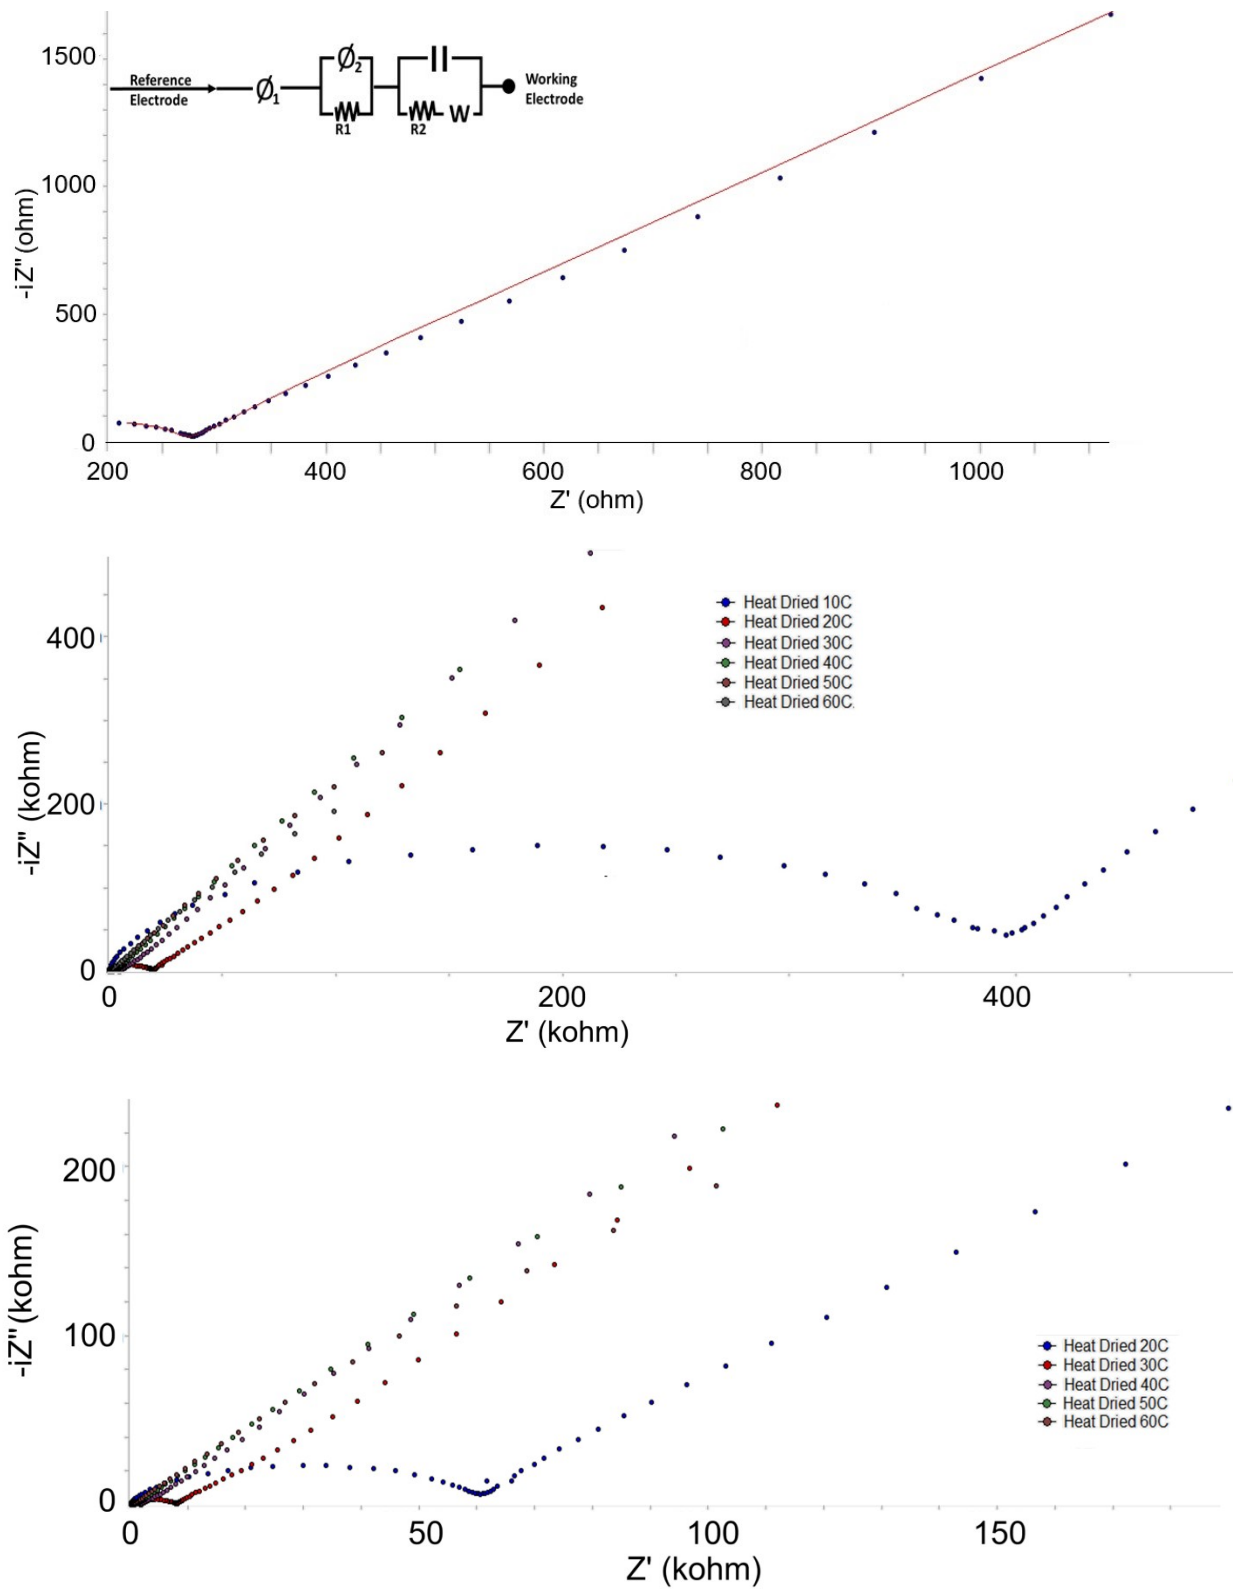 1500
1000
500
0
-iZ" (ohm)
Reference
Electrode
∅1
∅2
R1
R2
W
Working
Electrode
200
400
600
800
1000
Z' (ohm)
400
200
0
-iZ" (kohm)
Heat Dried 10C
Heat Dried 20C
Heat Dried 30C
Heat Dried 40C
Heat Dried 50C
Heat Dried 60C.
0
200
400
Z' (kohm)
200
100
0
-iZ" (kohm)
Heat Dried 20C
Heat Dried 30C
Heat Dried 40C
Heat Dried 50C
Heat Dried 60C
0
50
100
150
Z' (kohm)